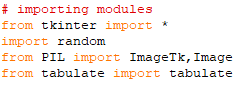 # importing modules
from tkinter import *
import random
from PIL import ImageTk,Image
from tabulate import tabulate